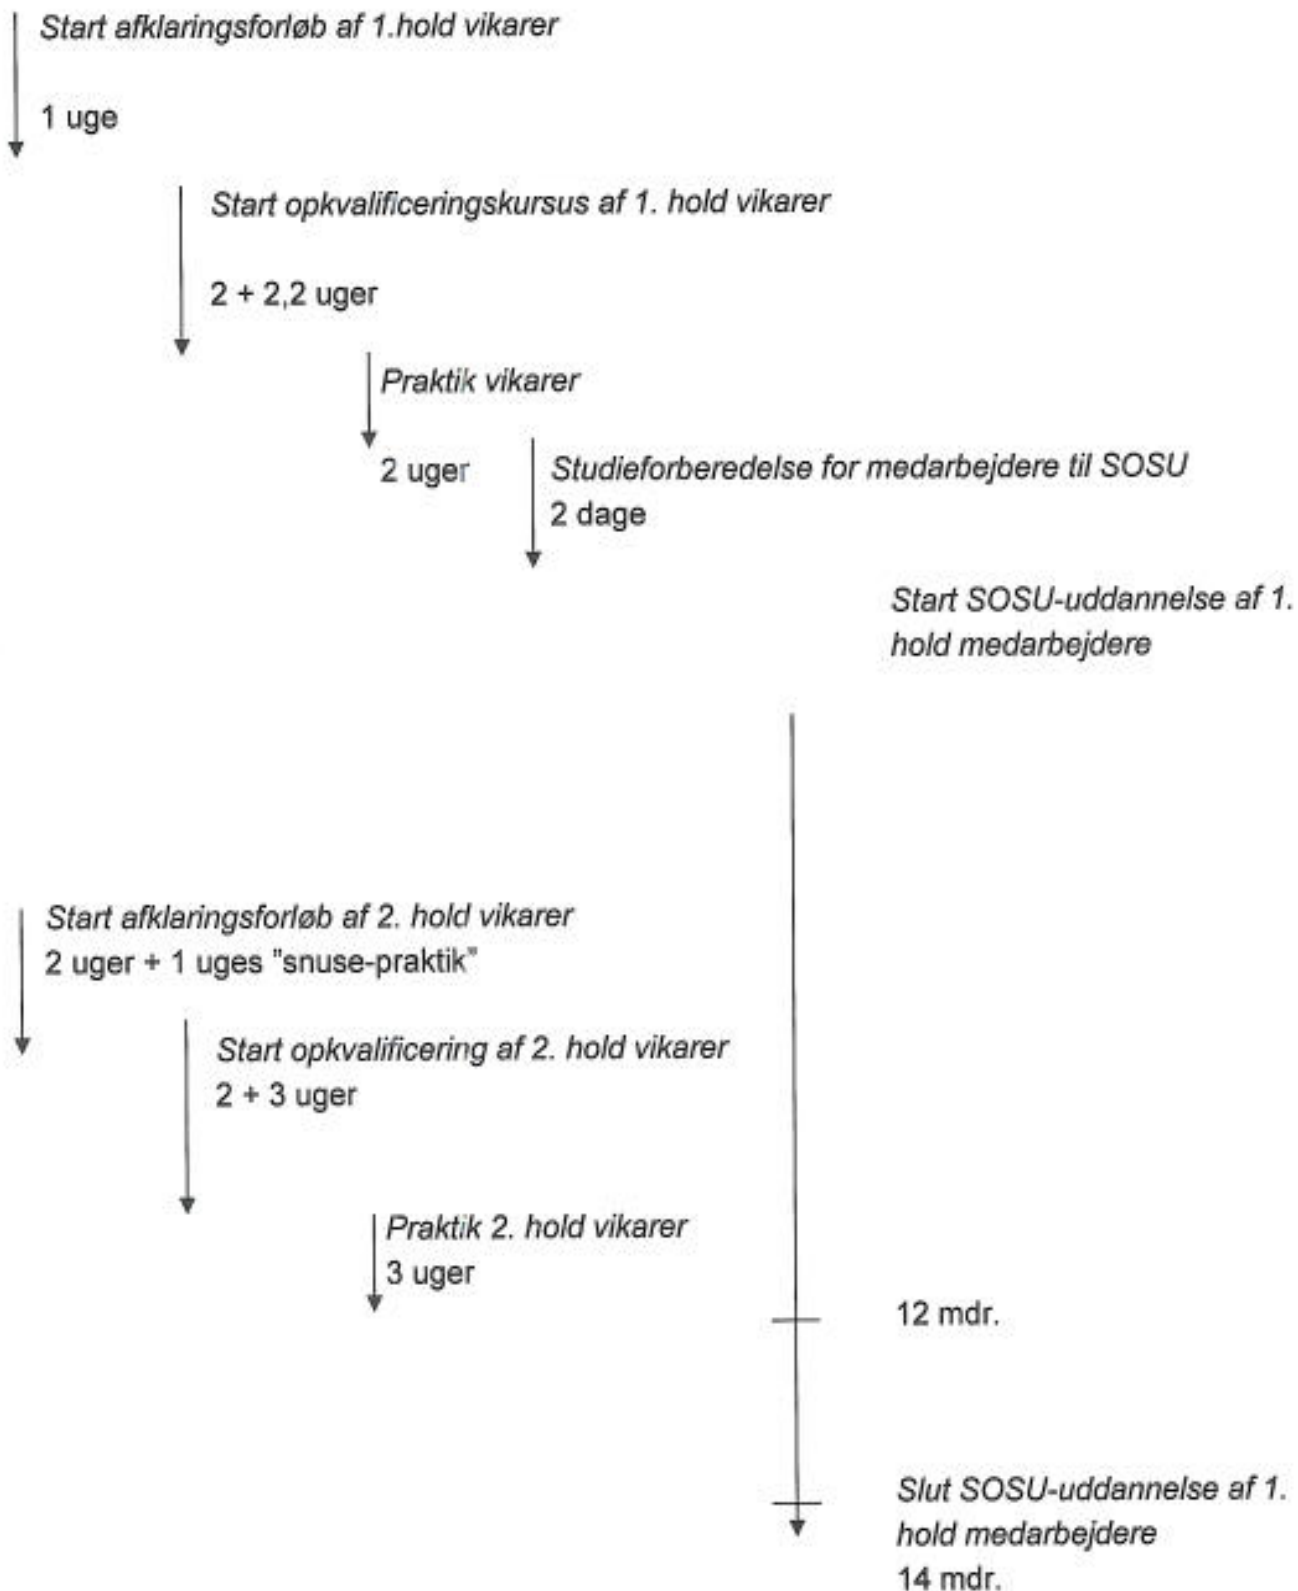 Start afklaringsforløb af 1.hold vikarer
1 uge
Start opkvalificeringskursus af 1. hold vikarer
2 + 2,2 uger
Praktik vikarer
2 uger
Studieforberedelse for medarbejdere til SOSU
2 dage
Start SOSU-uddannelse af 1.
hold medarbejdere
Start afklaringsforløb af 2. hold vikarer
2 uger + 1 uges "snuse-praktik"
Start opkvalificering af 2. hold vikarer
2 + 3 uger
Praktik 2. hold vikarer
3 uger
12 mdr.
Slut SOSU-uddannelse af 1.
hold medarbejdere
14 mdr.